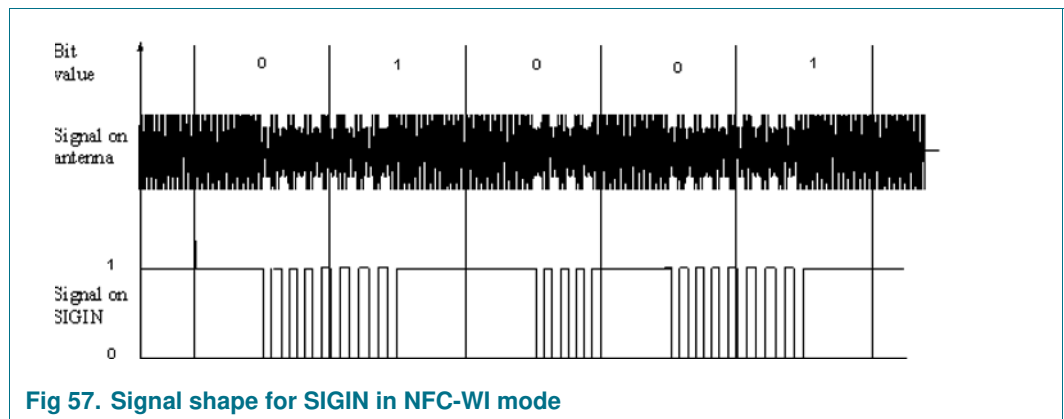 Bit
value
0 1 0 0 1
Signal on
antenna
1
Signal on
SIGIN
0
Fig 57. Signal shape for SIGIN in NFC-WI mode